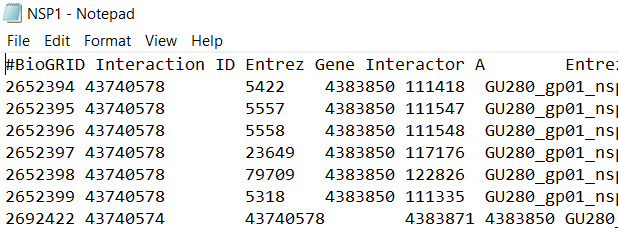 NSP1 - Notepad
File Edit Format View Help
#BioGRID Interaction ID Entrez Gene Interactor A Entrez
2652394 43740578 5422 4383850 111418 GU280_gp01_nsp
2652395 43740578 5557 4383850 111547 GU280_gp01_nsp
2652396 43740578 5558 4383850 111548 GU280_gp01_nsp
2652397 43740578 23649 4383850 117176 GU280_gp01_nsp
2652398 43740578 79709 4383850 122826 GU280_gp01_nsp
2652399 43740578 5318 4383850 111335 GU280_gp01_nsp
2692422 43740574 43740578 4383871 4383850 GU280_